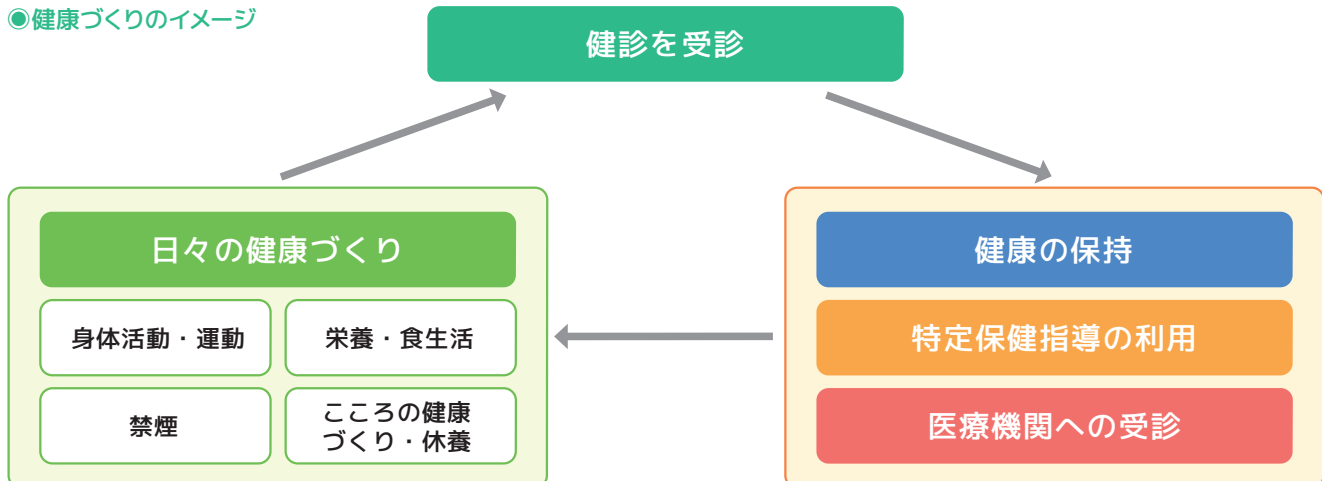 ◉健康づくりのイメージ
健診を受診
日々の健康づくり
身体活動・運動
栄養・食生活
禁煙
こころの健康
づくり・休養
健康の保持
特定保健指導の利用
医療機関への受診